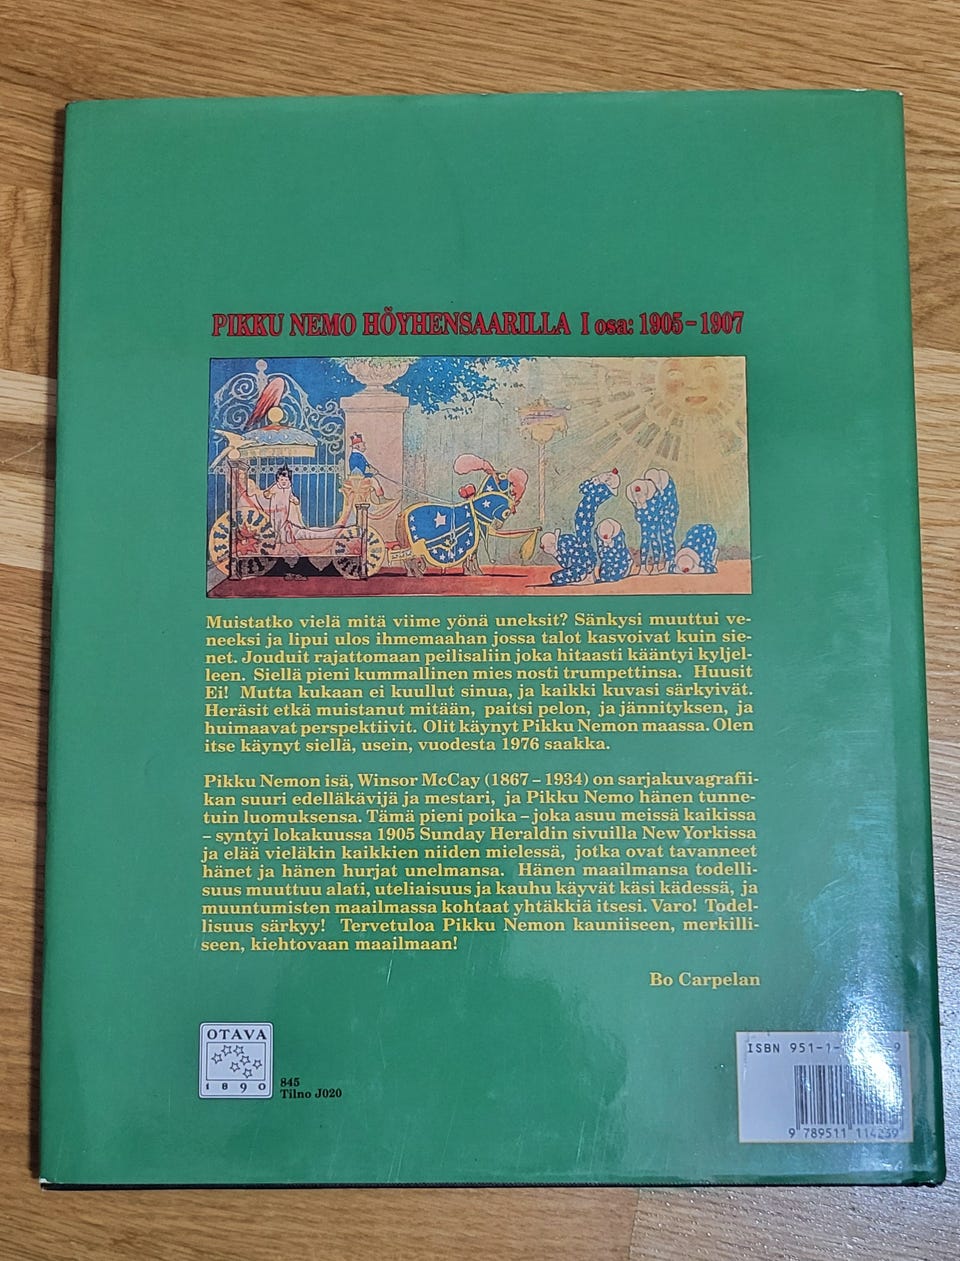 PIKKU NEMO HÖYHENSAARILLA I osa: 1905–1907
Muistatko vielä mitä viime yönä uneksit? Sänkysi muuttui ve-
neeksi ja lipui ulos ihmemaahan jossa talot kasvoivat kuin sie-
net. Jouduit rajattomaan peilisaliin joka hitaasti kääntyi kyljel-
leen. Siellä pieni kummallinen mies nosti trumpettinsa. Huusit
Ei! Mutta kukaan ei kuullut sinua, ja kaikki kuvasi särkyivät.
Heräsit etkä muistanut mitään, paitsi pelon, ja jännityksen, ja
huimaavat perspektiivit. Olit käynyt Pikku Nemon maassa. Olen
itse käynyt siellä, usein, vuodesta 1976 saakka.
Pikku Nemon isä, Winsor McCay (1867–1934) on sarjakuvagrafii-
kan suuri edelläkävijä ja mestari, ja Pikku Nemo hänen tunne-
tuin luomuksensa. Tämä pieni poika – joka asuu meissä kaikissa
– syntyi lokakuussa 1905 Sunday Heraldin sivuilla New Yorkissa
ja elää vieläkin kaikkien niiden mielessä, jotka ovat tavanneet
hänet ja hänen hurjat unelmansa. Hänen maailmansa todelli-
suus muuttuu alati, uteliaisuus ja kauhu käyvät käsi kädessä, ja
muuntumisten maailmassa kohtaat yhtäkkiä itsesi. Varo! Todel-
lisuus särkyy! Tervetuloa Pikku Nemon kauniiseen, merkilli-
seen, kiehtovaan maailmaan!
Bo Carpelan
OTAVA
1890
845
Tilno J020
ISBN
9 789511 114239